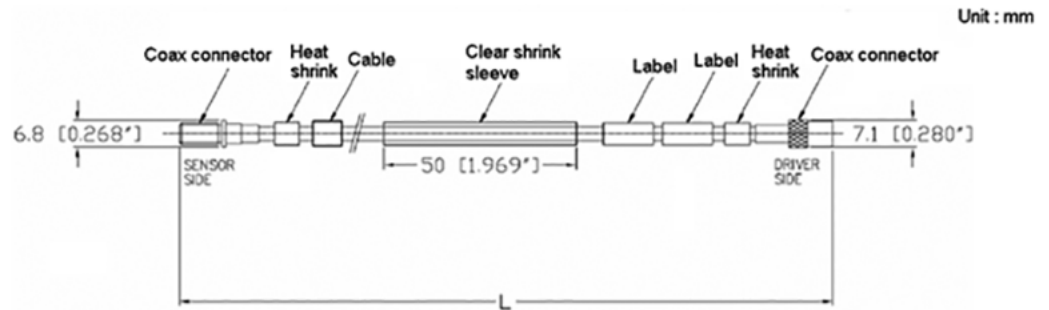 Unit : mm
Coax connector
Heat
shrink
Cable
Clear shrink
sleeve
Label
Label
Heat
shrink
Coax connector
6.8 [0.268"]
7.1 [0.280"]
SENSOR
SIDE
50 [1.969"]
DRIVER
SIDE
L